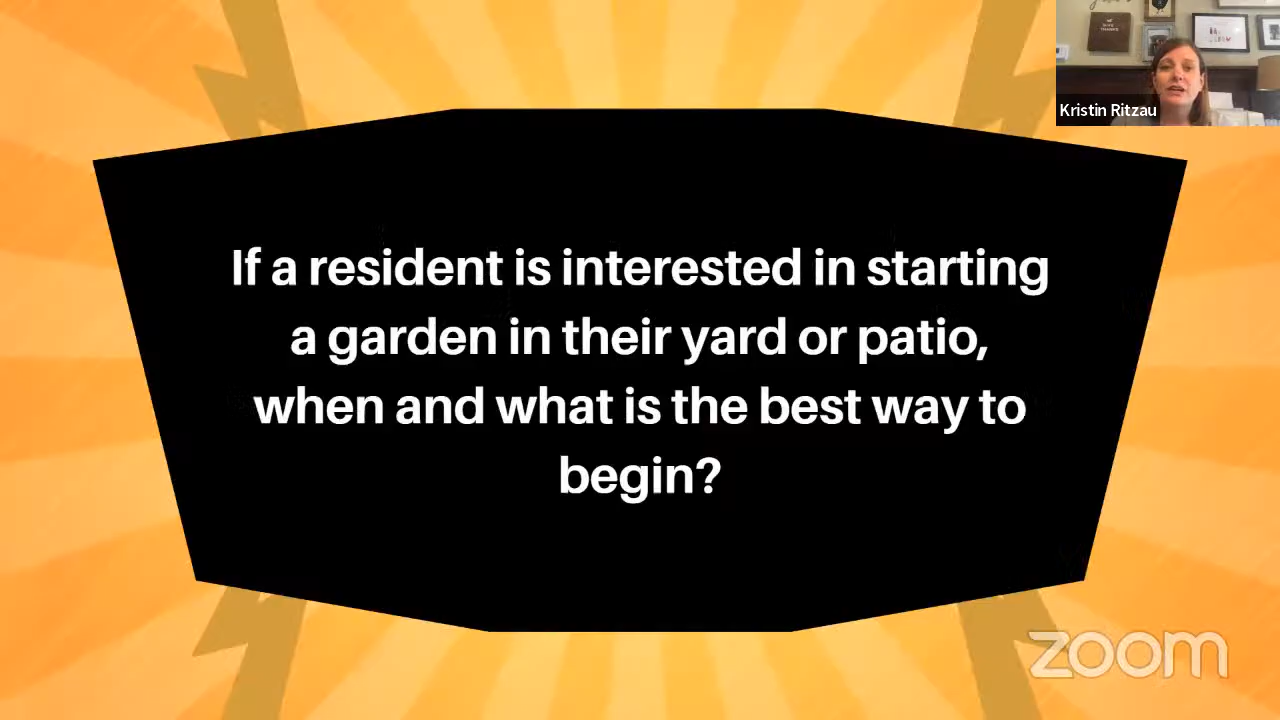 Kristin Ritzau
If a resident is interested in starting
a garden in their yard or patio,
when and what is the best way to
begin?
zoom